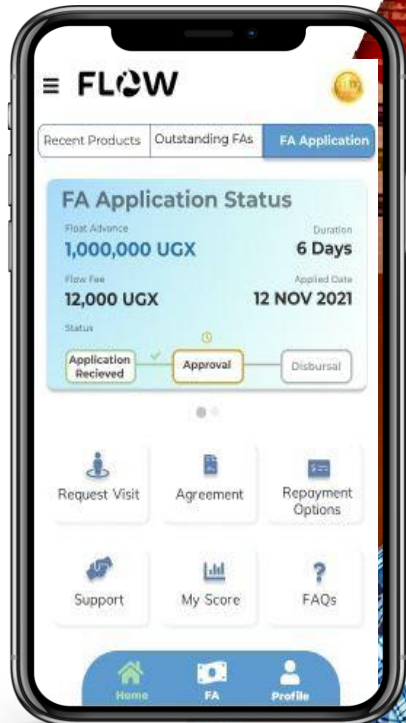 FLOW
Recent Products Outstanding FAs FA Application
FA Application Status
Float Advance Duration
1,000,000 UGX 6 Days
Flow Fee Applied Date
12,000 UGX 12 NOV 2021
Status
Application Recieved Approval Disbursal
Request Visit Agreement Repayment Options
Support My Score FAQs
Home FA Profile